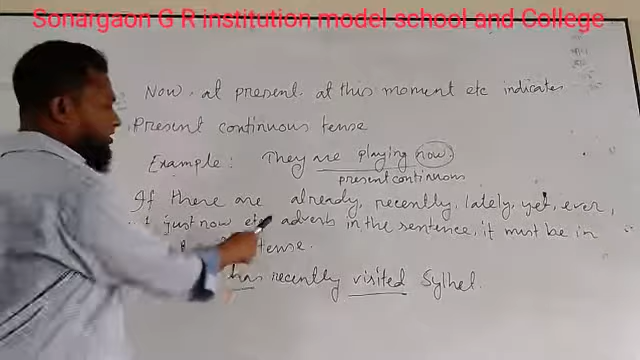 Sonargaon G R institution model school and College
Now. at present. at this moment etc indicates
Present continuous tense
Example: They are playing now.
present continuous
If there are already, recently, lately, yet, ever,
just now etc adverb in the sentence, it must be in
tense.
has recently visited Sylhet.